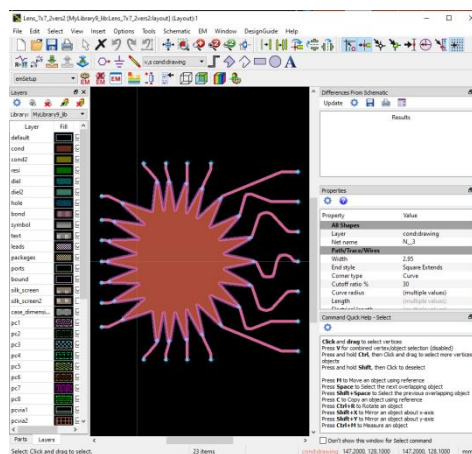 Lens_7x7_2vers2 [MyLibrary9_lib:Lens_7x7_2vers2:layout] (Layout):1
File Edit Select View Insert Options Tools Schematic EM Window DesignGuide Help
v,s cond:drawing
emSetup
EM
EM
EM
Layers
Library: MyLibrary9_lib
Layer Fill
default
cond
cond2
resi
diel
diel2
hole
bond
symbol
text
leads
packages
ports
bound
silk_screen
silk_screen2
case_dimensi...
pc1
pc2
pc3
pc4
pc5
pc6
pc7
pc8
pcvia1
pcvia2
Parts Layers
Differences From Schematic
Update
Results
Properties
Property Value
All Shapes
Layer cond:drawing
Net name N__3
Path/Trace/Wires
Width 2.95
End style Square Extends
Corner type Curve
Cutoff ratio % 30
Curve radius (multiple values)
Length (multiple values)
Command Quick Help - Select
Click and drag to select vertices
Press V for combined vertex/object selection (disabled)
Press and hold Ctrl, then Click and drag to select more vertices
objects
Press and hold Shift, then Click to deselect
Press M to Move an object using reference
Press Space to Select the next overlapping object
Press Shift+Space to Select the previous overlapping object
Press C to Copy an object using reference
Press Ctrl+R to Rotate an object
Press Shift+X to Mirror an object about x-axis
Press Shift+Y to Mirror an object about y-axis
Press Ctrl+M to Measure an object
Don't show this window for Select command
Select: Click and drag to select. 23 items cond:drawing 147.2000, 128.1000 147.2000, 128.1000 mm